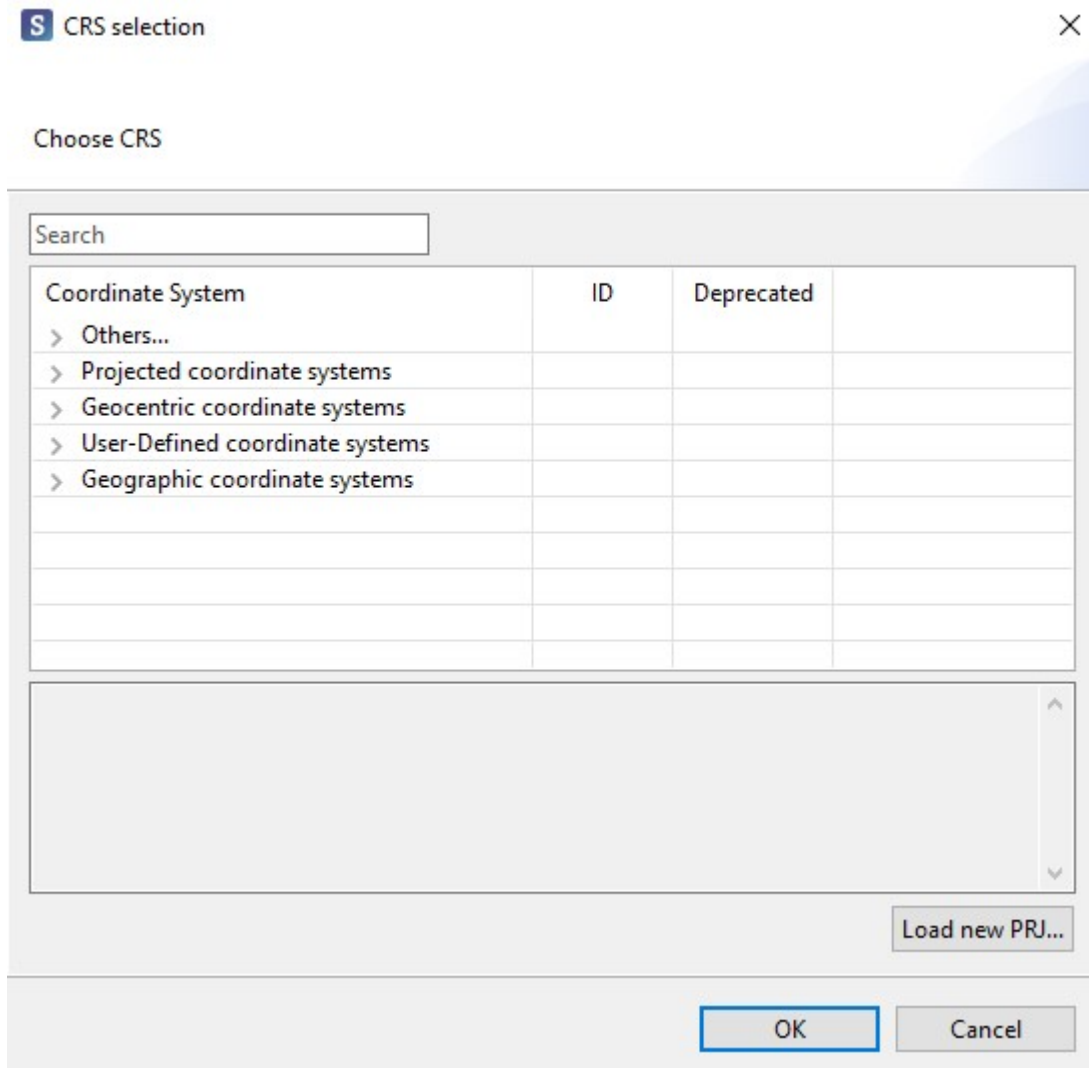 S CRS selection
Choose CRS
Search
Coordinate System ID Deprecated
Others...
Projected coordinate systems
Geocentric coordinate systems
User-Defined coordinate systems
Geographic coordinate systems
Load new PRJ...
OK Cancel